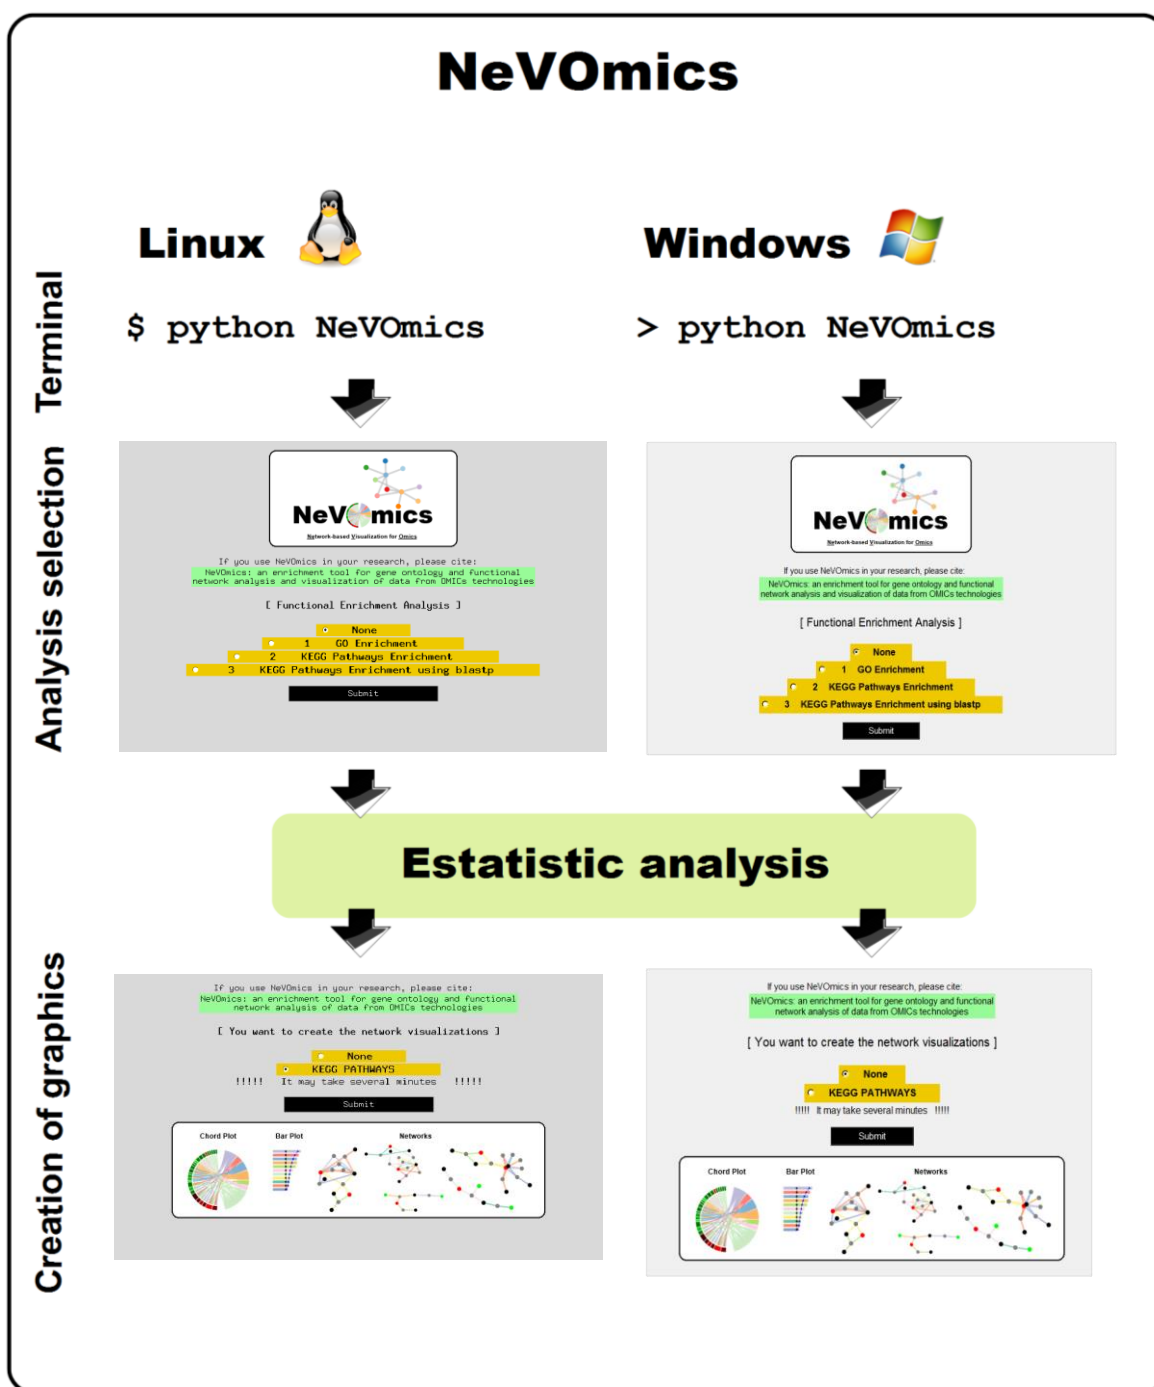 NeVOmics
Linux
Windows
Terminal
$ python NeVOmics
> python NeVOmics
Analysis selection
NeVOmics
Network-based Visualization for Omics
If you use NeVOmics in your research, please cite:
NeVOmics: an enrichment tool for gene ontology and functional
network analysis and visualization of data from OMICs technologies
[ Functional Enrichment Analysis ]
None
1 GO Enrichment
2 KEGG Pathways Enrichment
3 KEGG Pathways Enrichment using blastp
Submit
NeVOmics
Network-based Visualization for Omics
If you use NeVOmics in your research, please cite:
NeVOmics: an enrichment tool for gene ontology and functional
network analysis and visualization of data from OMICs technologies
[ Functional Enrichment Analysis ]
None
1 GO Enrichment
2 KEGG Pathways Enrichment
3 KEGG Pathways Enrichment using blastp
Submit
Estatistic analysis
Creation of graphics
If you use NeVOmics in your research, please cite:
NeVOmics: an enrichment tool for gene ontology and functional
network analysis of data from OMICs technologies
[ You want to create the network visualizations ]
None
KEGG PATHWAYS
!!!!! It may take several minutes !!!!!
Submit
Chord Plot Bar Plot Networks
If you use NeVOmics in your research, please cite:
NeVOmics: an enrichment tool for gene ontology and functional
network analysis of data from OMICs technologies
[ You want to create the network visualizations ]
None
KEGG PATHWAYS
!!!!! It may take several minutes !!!!!
Submit
Chord Plot Bar Plot Networks